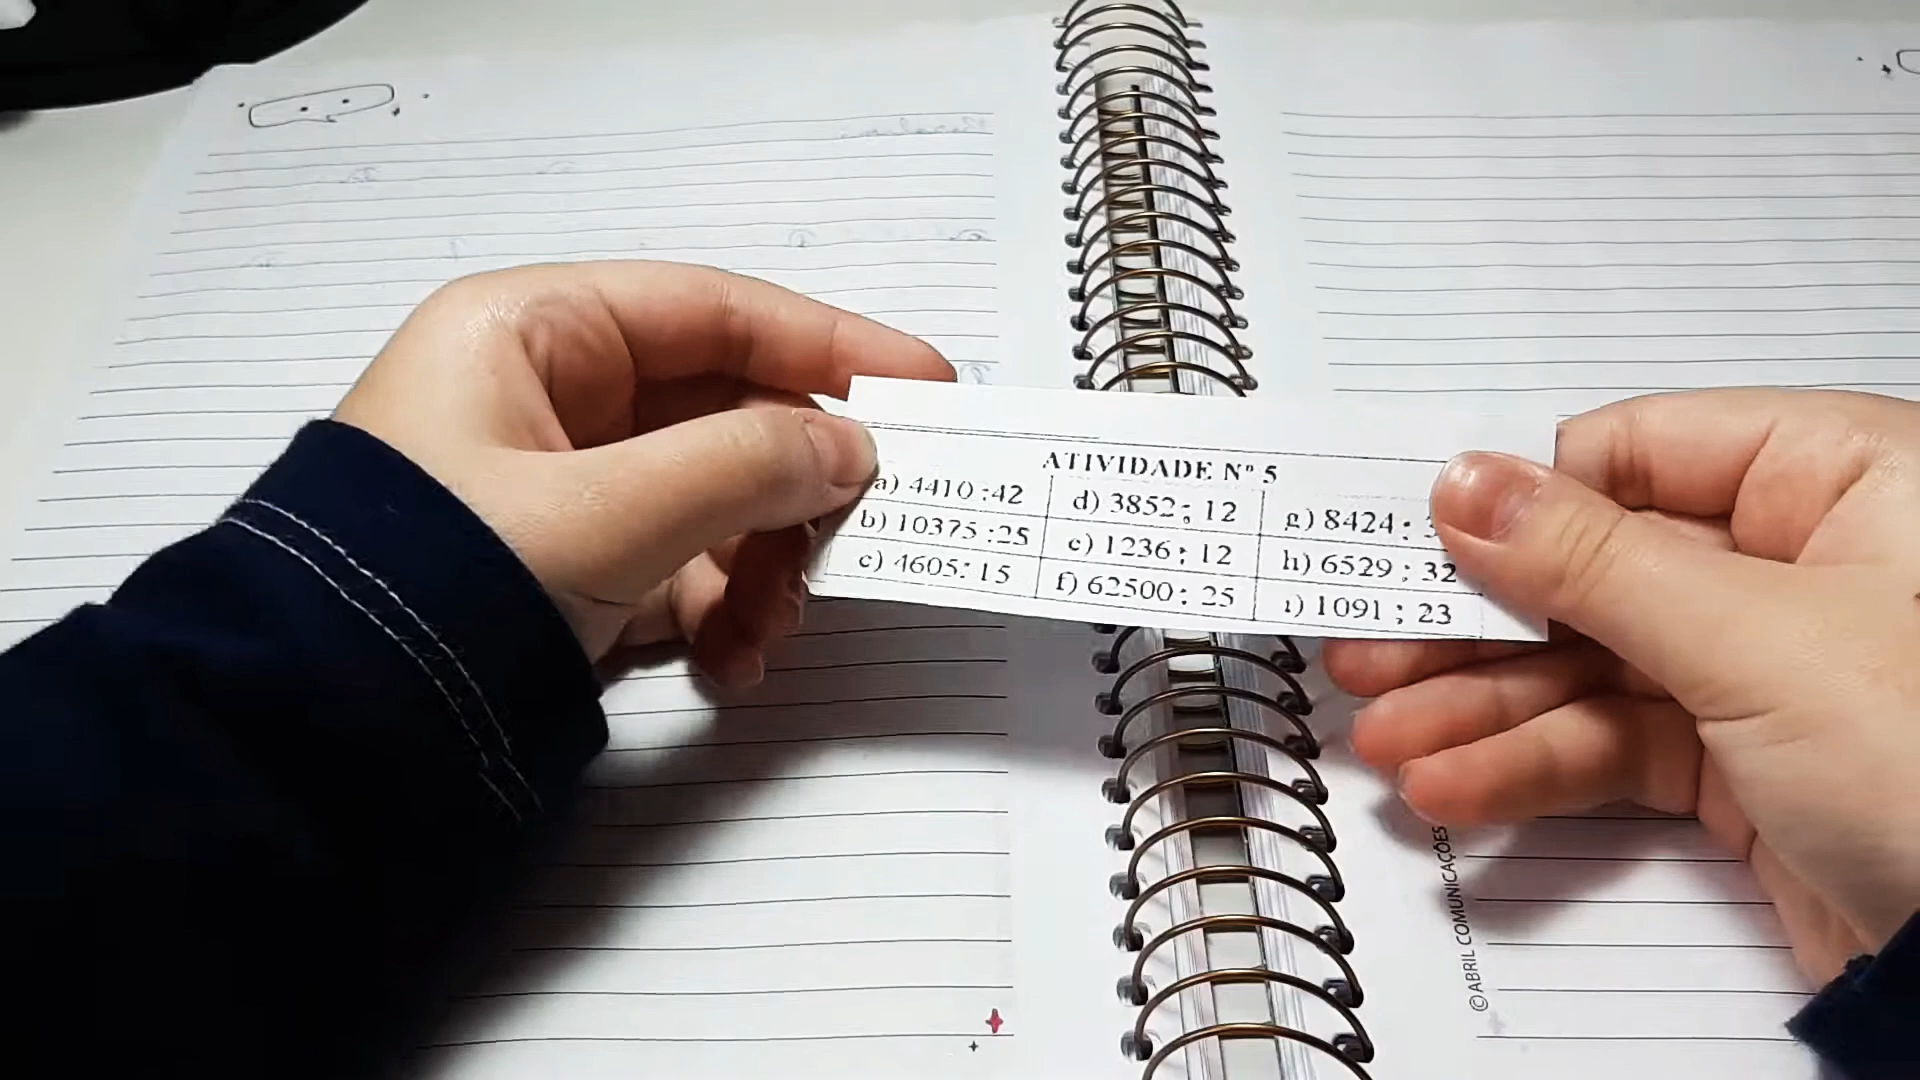 ATIVIDADE Nº 5
a) 4410 :42 d) 3852: 12 g) 8424:
b) 10375 :25 e) 1236: 12 h) 6529 : 32
c) 4605: 15 f) 62500: 25 i) 1091 : 23
©ABRIL COMUNICAÇÕES